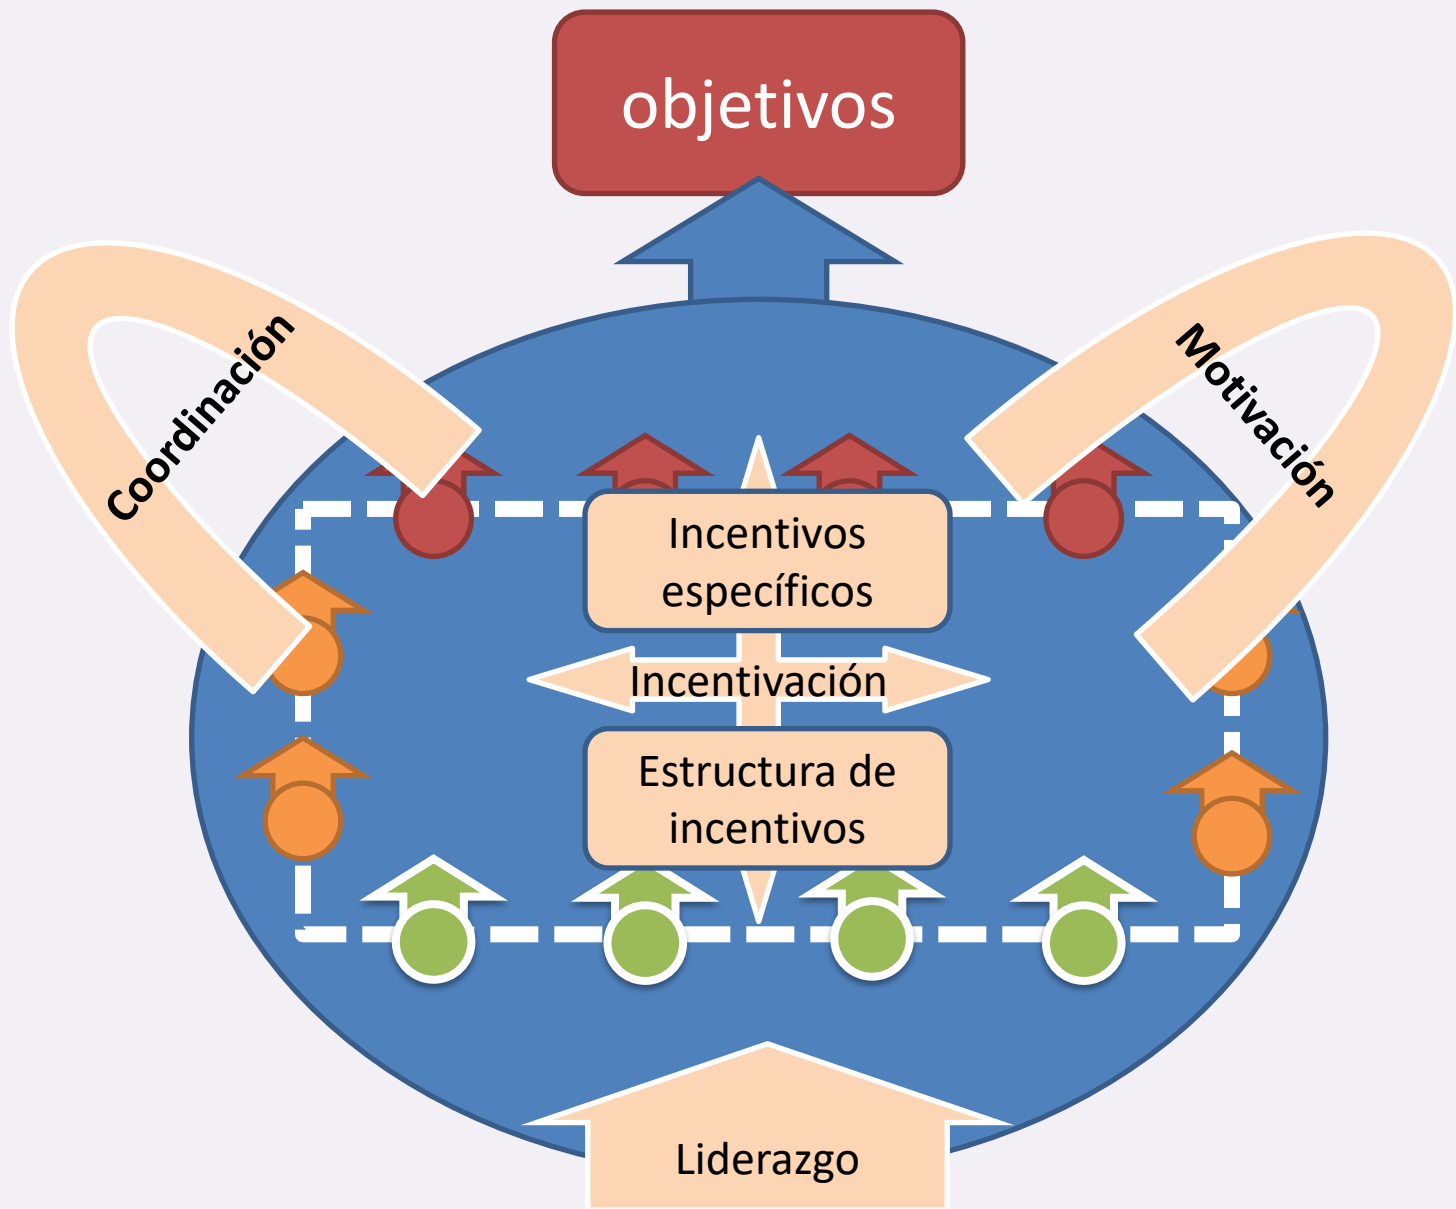 objetivos
Coordinación
Motivación
Incentivos
específicos
Incentivación
Estructura de
incentivos
Liderazgo